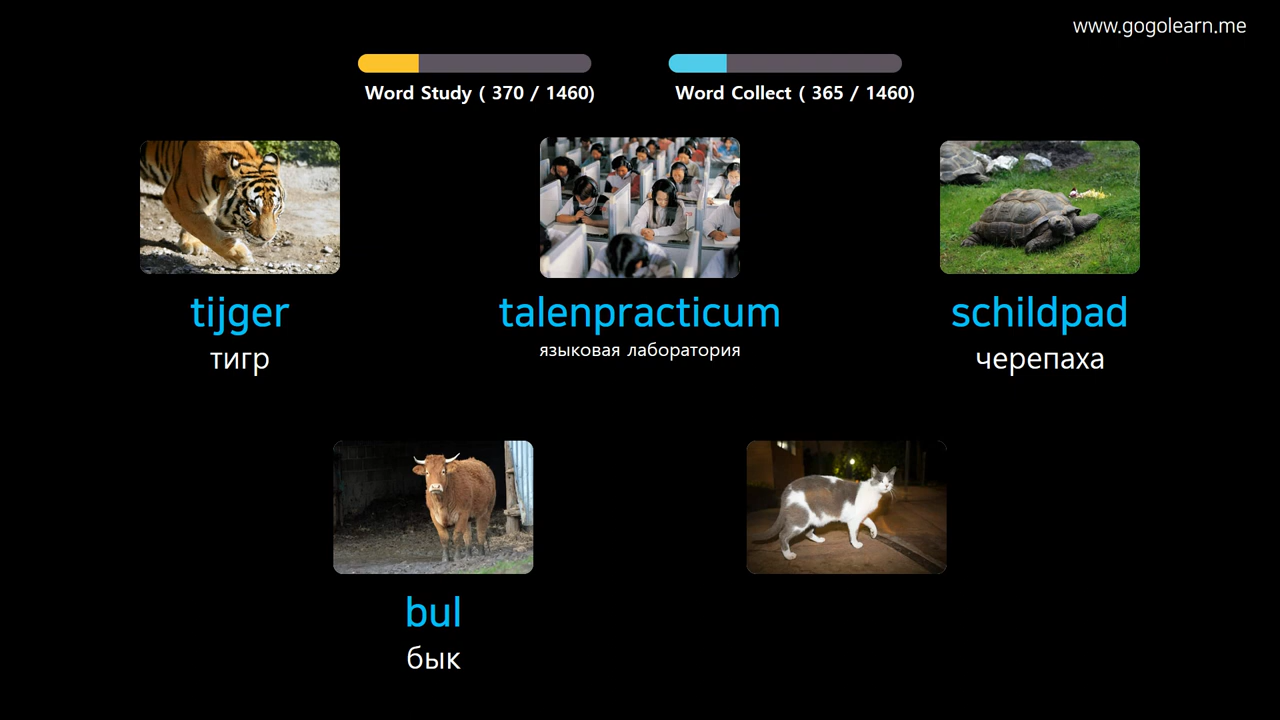 www.gogolearn.me
Word Study ( 370 / 1460)
Word Collect ( 365 / 1460)
tijger
тигр
talenpracticum
языковая лаборатория
schildpad
черепаха
bul
бык